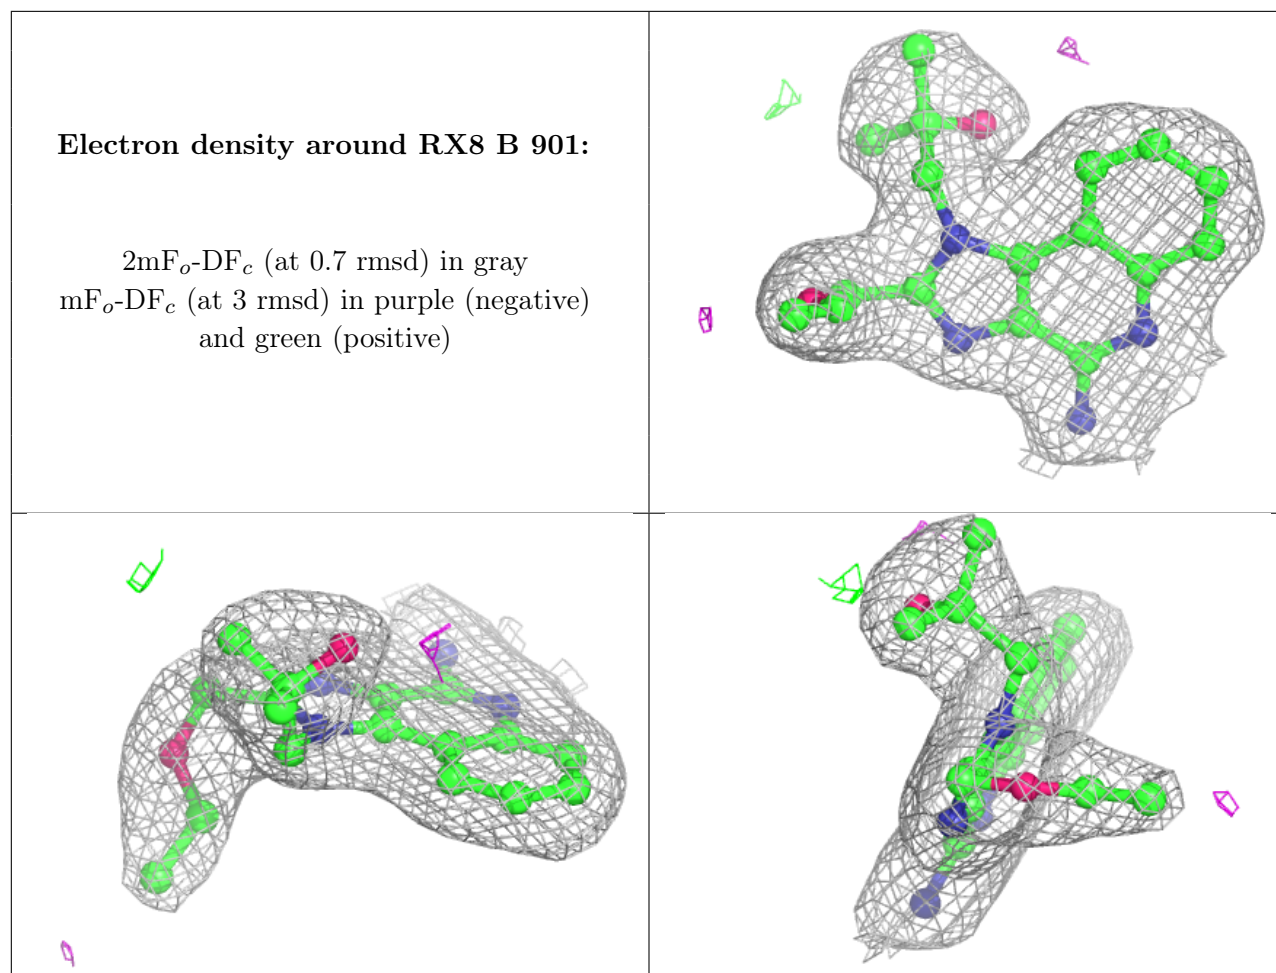 Electron density around RX8 B 901:
2mFo-DFc (at 0.7 rmsd) in gray
mFo-DFc (at 3 rmsd) in purple (negative)
and green (positive)